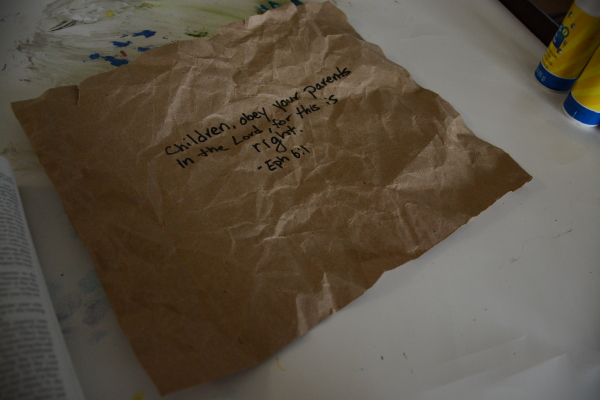 Children, obey your parents
in the Lord, for this is
right.
- Eph 6:1